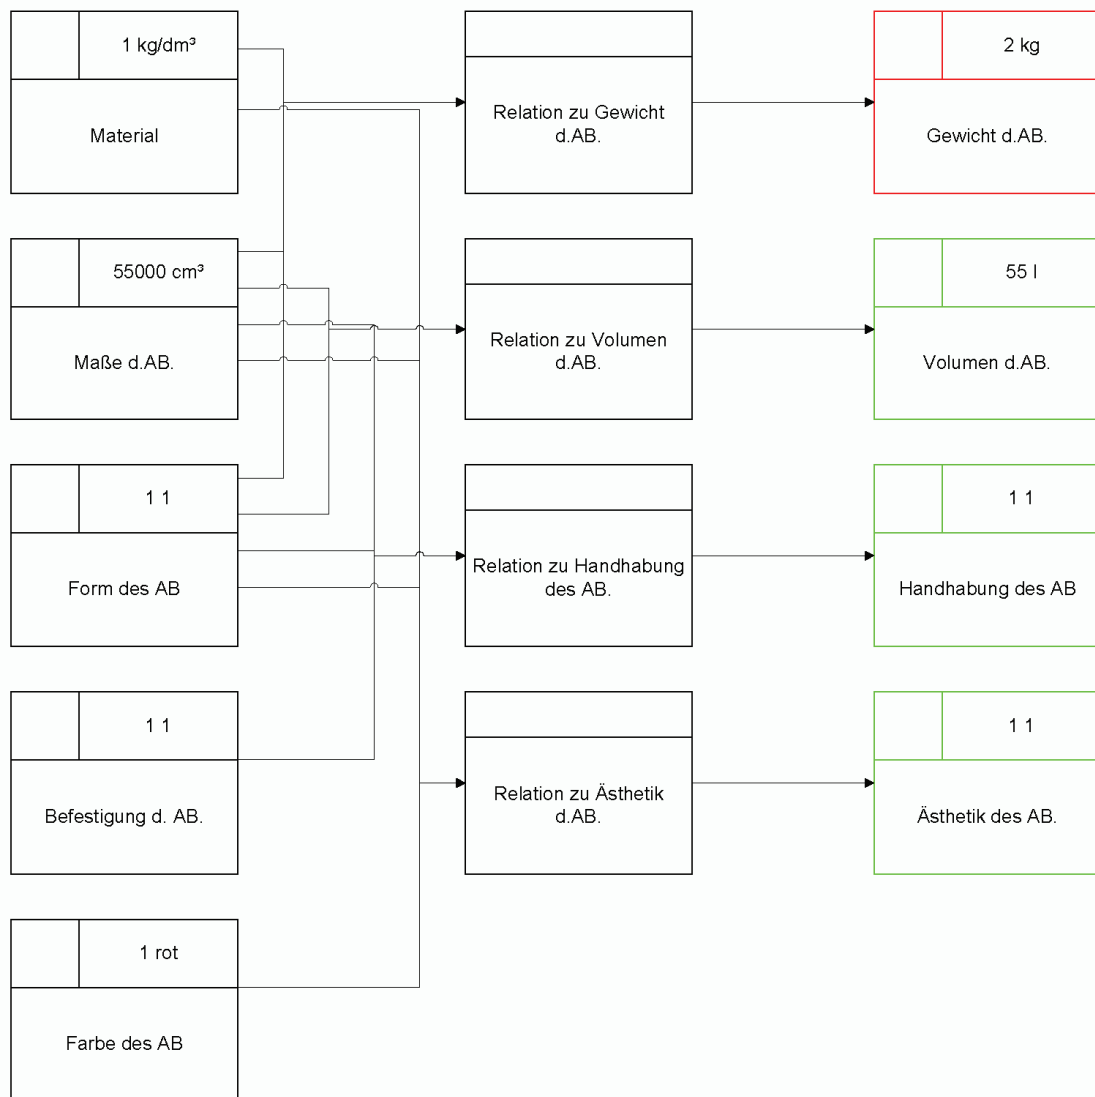 1 kg/dm³
Material
Relation zu Gewicht
d.AB.
2 kg
Gewicht d.AB.
55000 cm³
Maße d.AB.
Relation zu Volumen
d.AB.
55 l
Volumen d.AB.
1 1
Form des AB
Relation zu Handhabung
des AB.
1 1
Handhabung des AB
1 1
Befestigung d. AB.
Relation zu Ästhetik
d.AB.
1 1
Ästhetik des AB.
1 rot
Farbe des AB